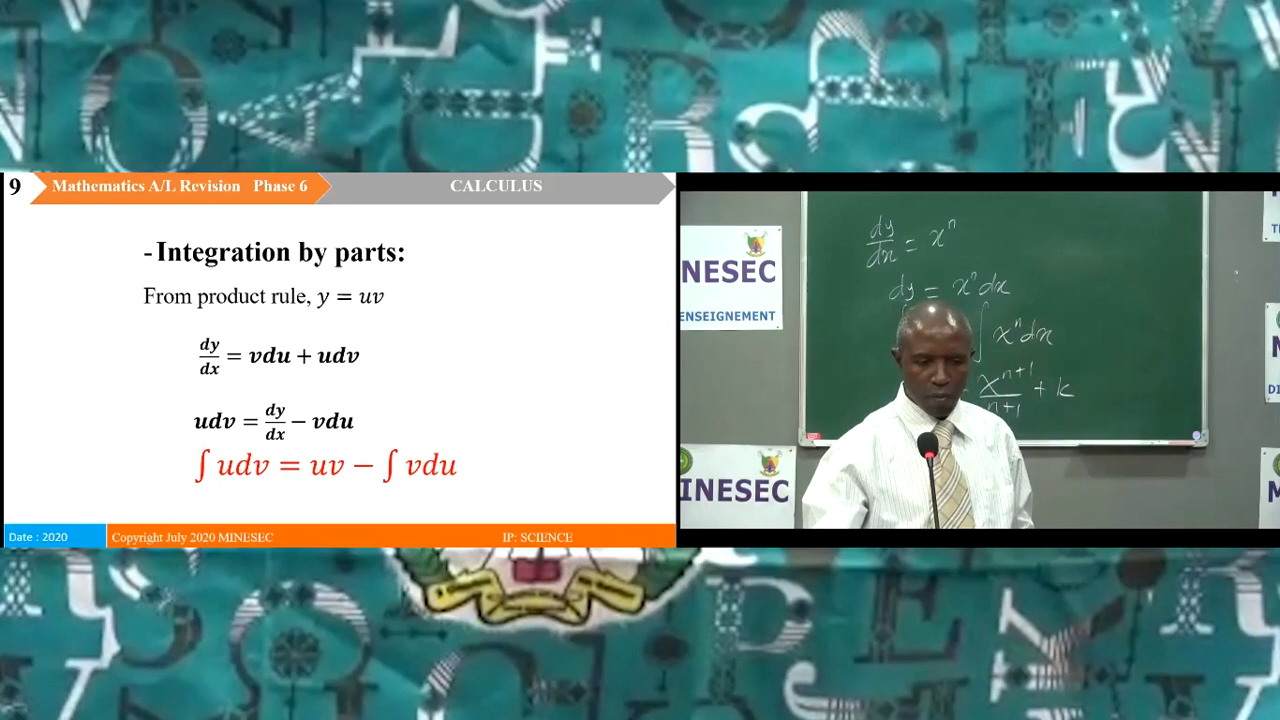 9 Mathematics A/L Revision Phase 6 CALCULUS
- Integration by parts:
From product rule, y = uv
dy/dx = vdu + udv
udv = dy/dx − vdu
∫ udv = uv − ∫ vdu
Date : 2020 Copyright July 2020 MINESEC IP: SCIENCE
dy/dx = x^n
dy = x^n dx
∫ x^n dx
x^{n+1}/n+1 + k
INESEC
ENSEIGNEMENT
INESEC